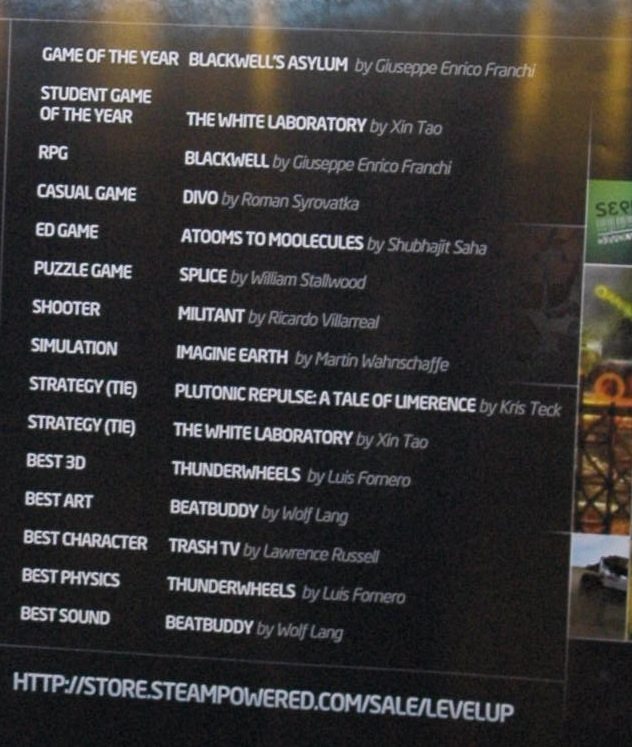 GAME OF THE YEAR BLACKWELL'S ASYLUM by Giuseppe Enrico Franchi
STUDENT GAME
OF THE YEAR THE WHITE LABORATORY by Xin Tao
RPG BLACKWELL by Giuseppe Enrico Franchi
CASUAL GAME DIVO by Roman Syrovatka
ED GAME ATOOMS TO MOOLECULES by Shubhajit Saha
PUZZLE GAME SPLICE by William Stallwood
SHOOTER MILITANT by Ricardo Villarreal
SIMULATION IMAGINE EARTH by Martin Wahnschaffe
STRATEGY (TIE) PLUTONIC REPULSE: A TALE OF LIMERENCE by Kris Teck
STRATEGY (TIE) THE WHITE LABORATORY by Xin Tao
BEST 3D THUNDERWHEELS by Luis Fornero
BEST ART BEATBUDDY by Wolf Lang
BEST CHARACTER TRASH TV by Lawrence Russell
BEST PHYSICS THUNDERWHEELS by Luis Fornero
BEST SOUND BEATBUDDY by Wolf Lang
HTTP://STORE.STEAMPOWERED.COM/SALE/LEVELUP